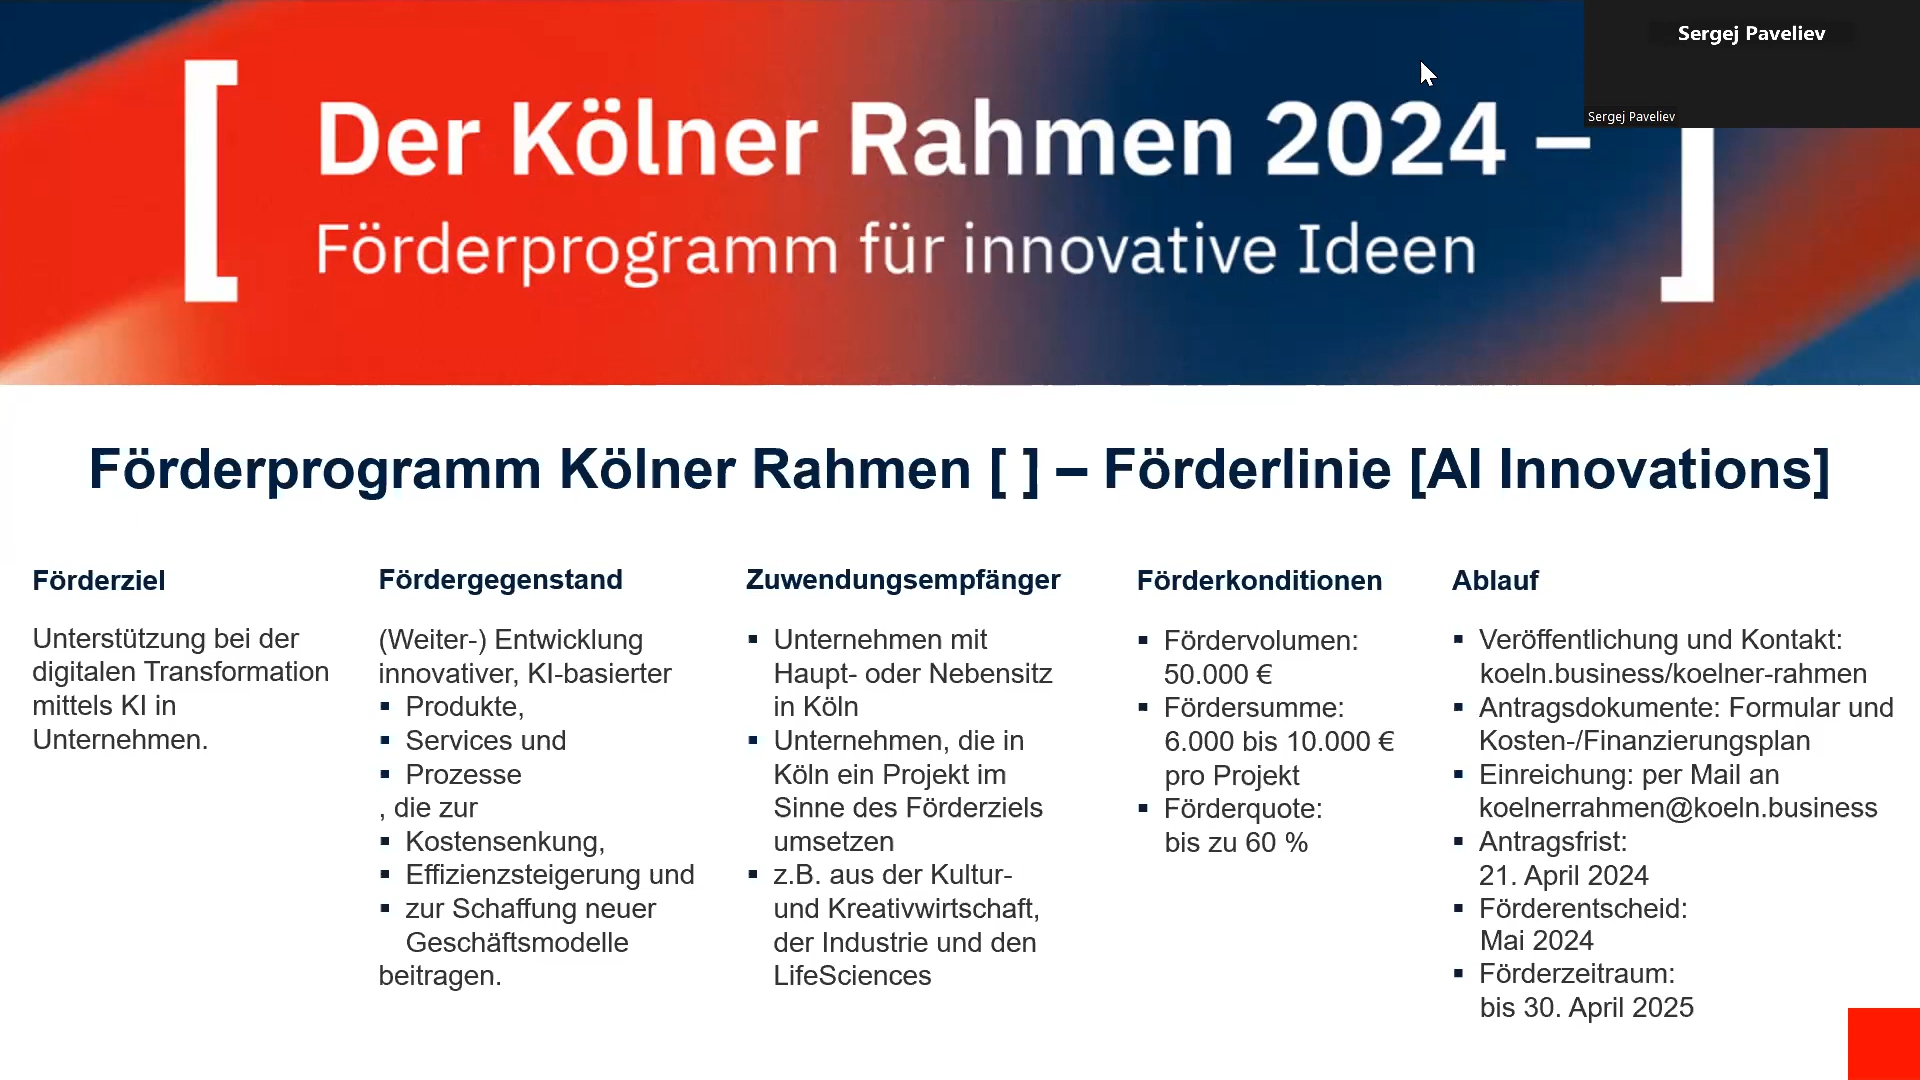 Sergej Paveliev
Sergej Paveliev
[ Der Kölner Rahmen 2024 – ]
Förderprogramm für innovative Ideen
Förderprogramm Kölner Rahmen [ ] – Förderlinie [AI Innovations]
Förderziel
Unterstützung bei der
digitalen Transformation
mittels KI in
Unternehmen.
Fördergegenstand
(Weiter-) Entwicklung
innovativer, KI-basierter
▪ Produkte,
▪ Services und
▪ Prozesse
, die zur
▪ Kostensenkung,
▪ Effizienzsteigerung und
▪ zur Schaffung neuer
Geschäftsmodelle
beitragen.
Zuwendungsempfänger
▪ Unternehmen mit
Haupt- oder Nebensitz
in Köln
▪ Unternehmen, die in
Köln ein Projekt im
Sinne des Förderziels
umsetzen
▪ z.B. aus der Kultur-
und Kreativwirtschaft,
der Industrie und den
LifeSciences
Förderkonditionen
▪ Fördervolumen:
50.000 €
▪ Fördersumme:
6.000 bis 10.000 €
pro Projekt
▪ Förderquote:
bis zu 60 %
Ablauf
▪ Veröffentlichung und Kontakt:
koeln.business/koelner-rahmen
▪ Antragsdokumente: Formular und
Kosten-/Finanzierungsplan
▪ Einreichung: per Mail an
koelnerrahmen@koeln.business
▪ Antragsfrist:
21. April 2024
▪ Förderentscheid:
Mai 2024
▪ Förderzeitraum:
bis 30. April 2025